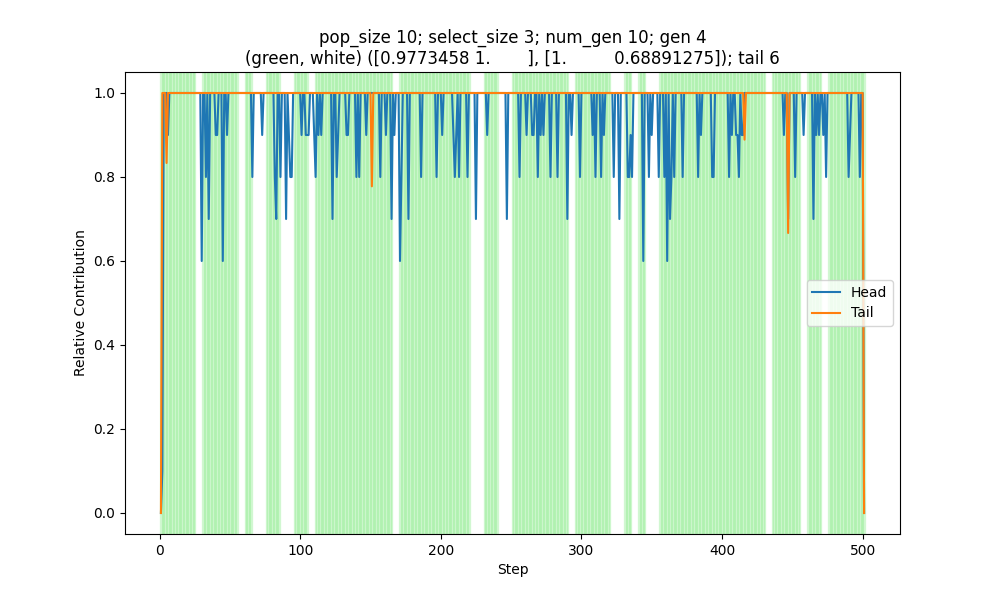 pop_size 10; select_size 3; num_gen 10; gen 4
(green, white) ([0.9773458 1.       ], [1.         0.68891275]); tail 6
1.0
0.8
0.6
0.4
0.2
0.0
Relative Contribution
Head
Tail
0 100 200 300 400 500
Step